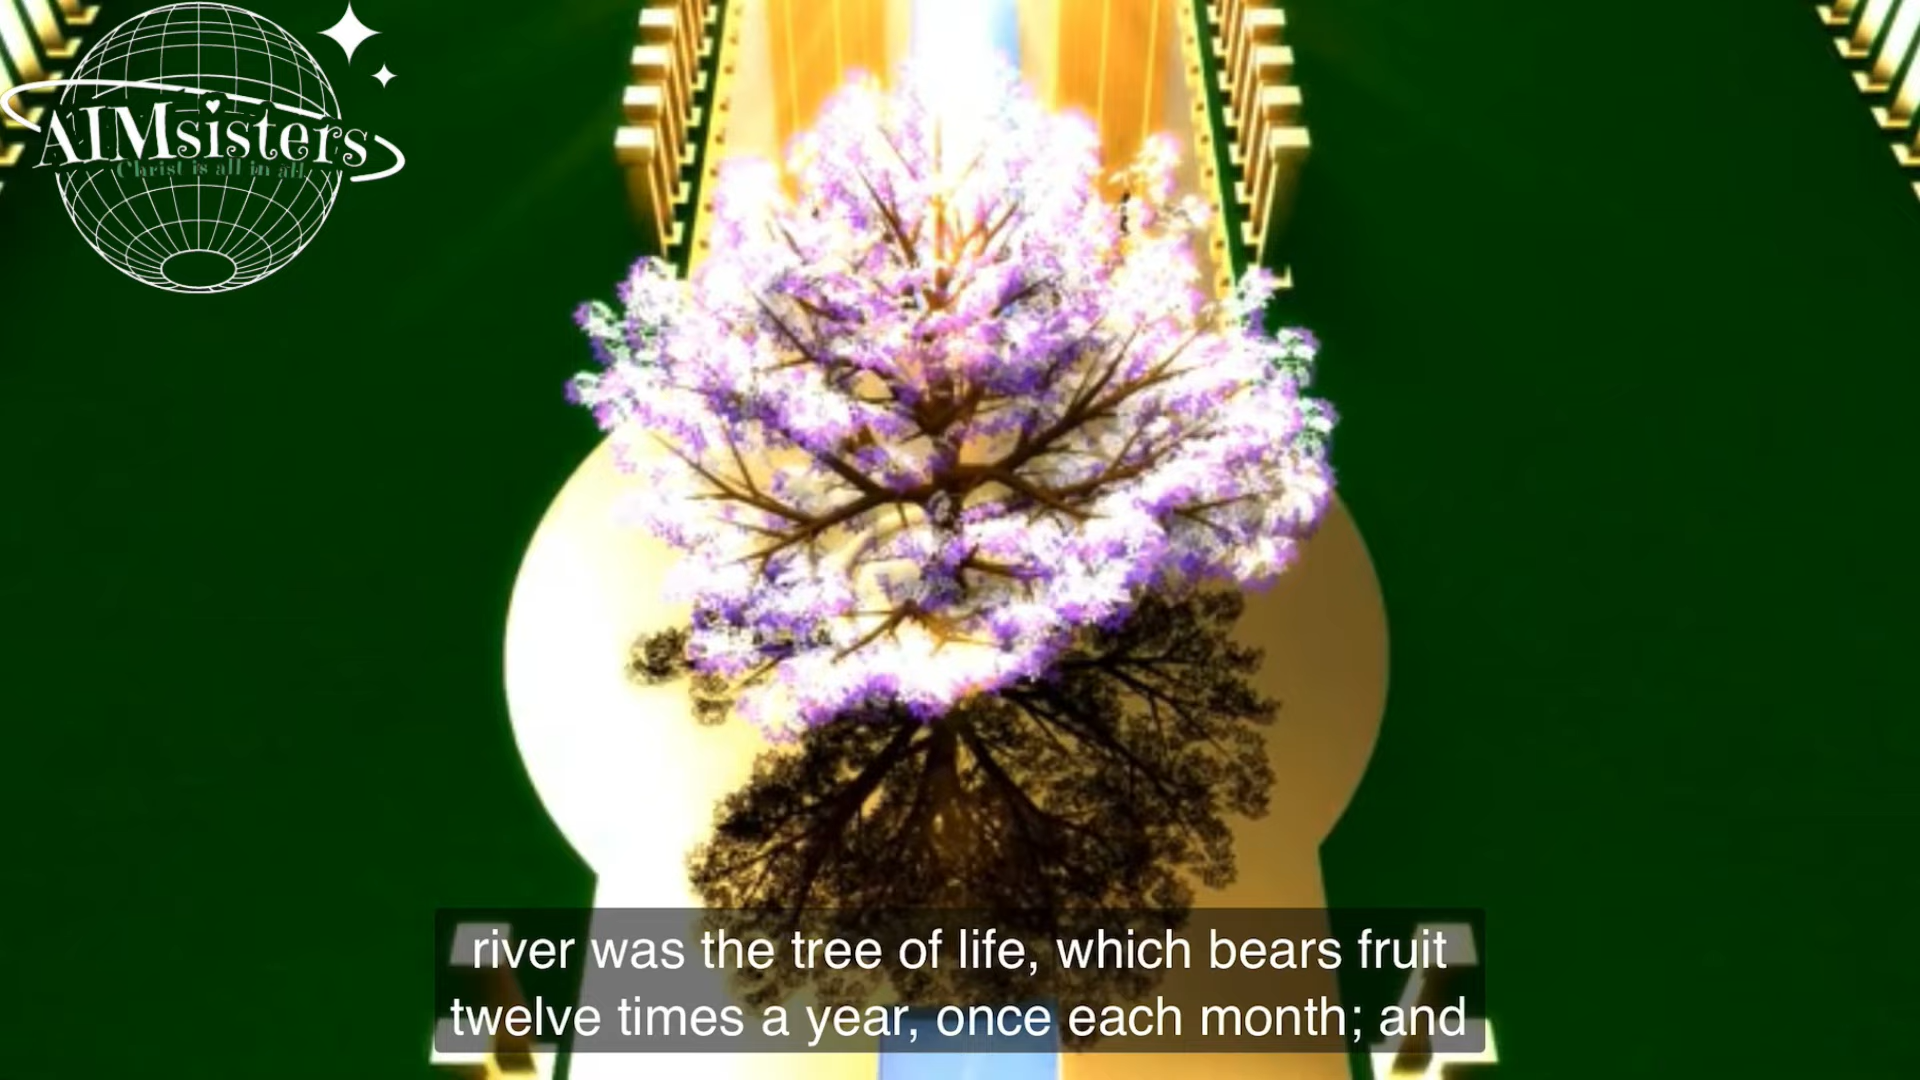 AIMsisters
Christ is all in all
river was the tree of life, which bears fruit
twelve times a year, once each month; and